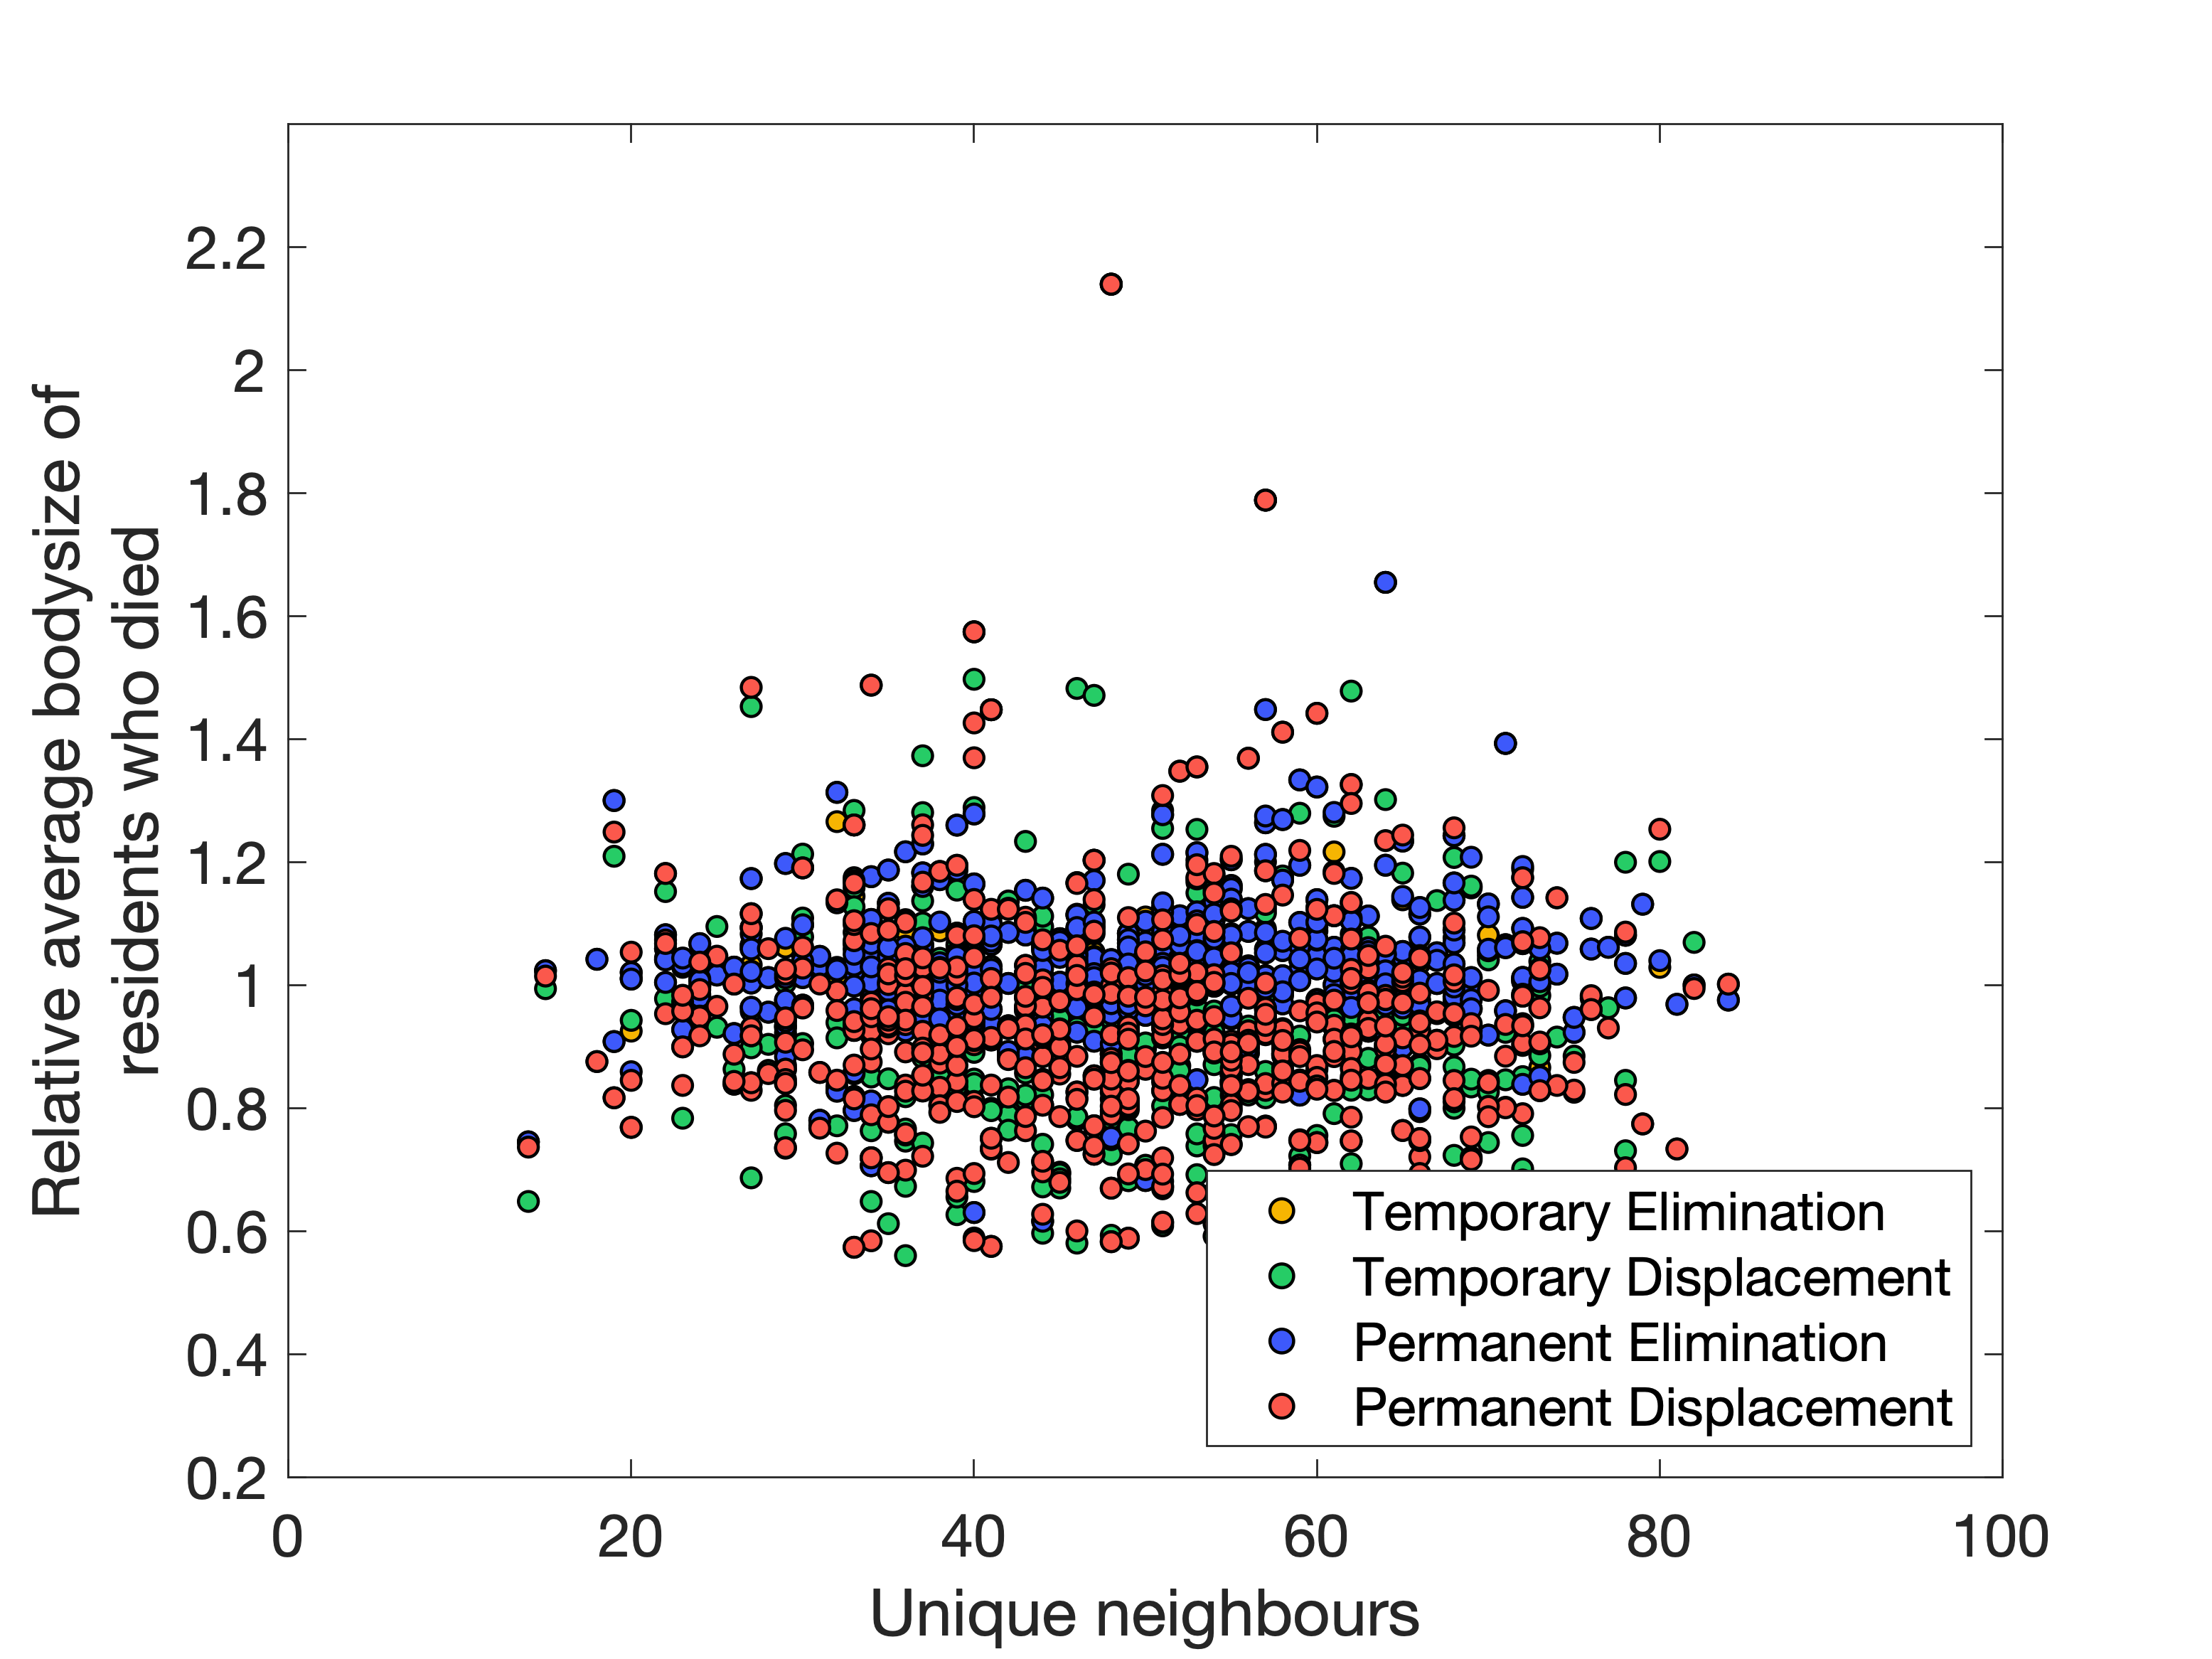 Relative average bodysize of
residents who died
2.2
2
1.8
1.6
1.4
1.2
1
0.8
0.6
0.4
0.2
Temporary Elimination
Temporary Displacement
Permanent Elimination
Permanent Displacement
0 20 40 60 80 100
Unique neighbours